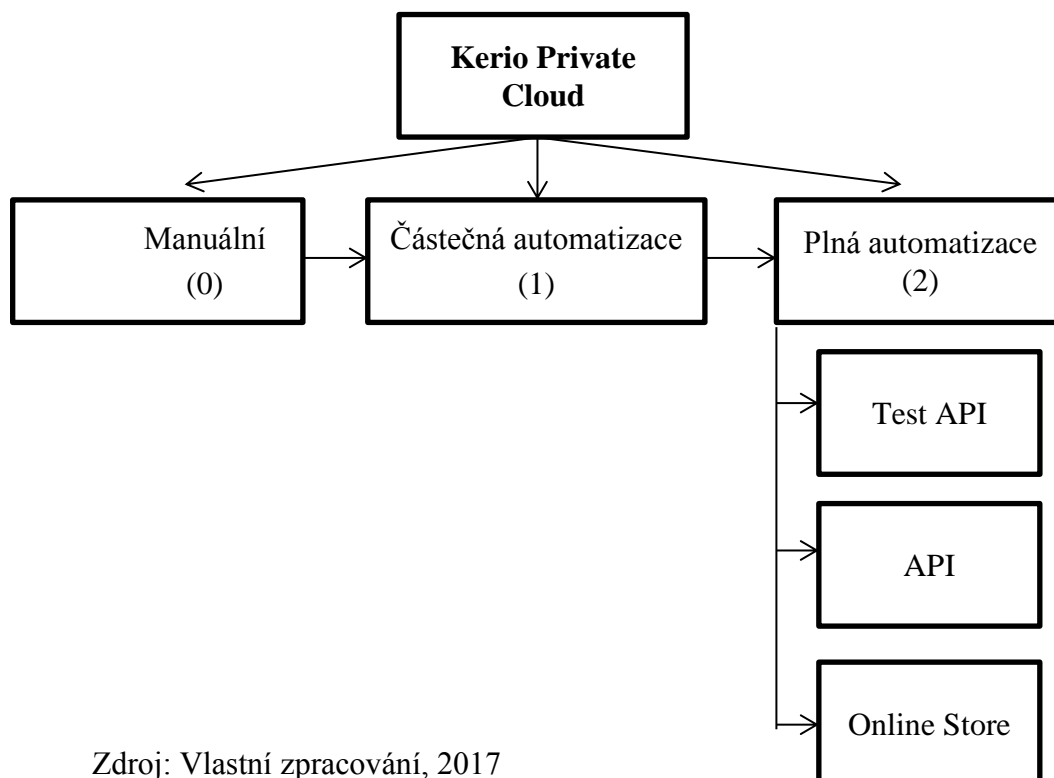 Kerio Private
Cloud
Manuální
(0)
Částečná automatizace
(1)
Plná automatizace
(2)
Test API
API
Online Store
Zdroj: Vlastní zpracování, 2017